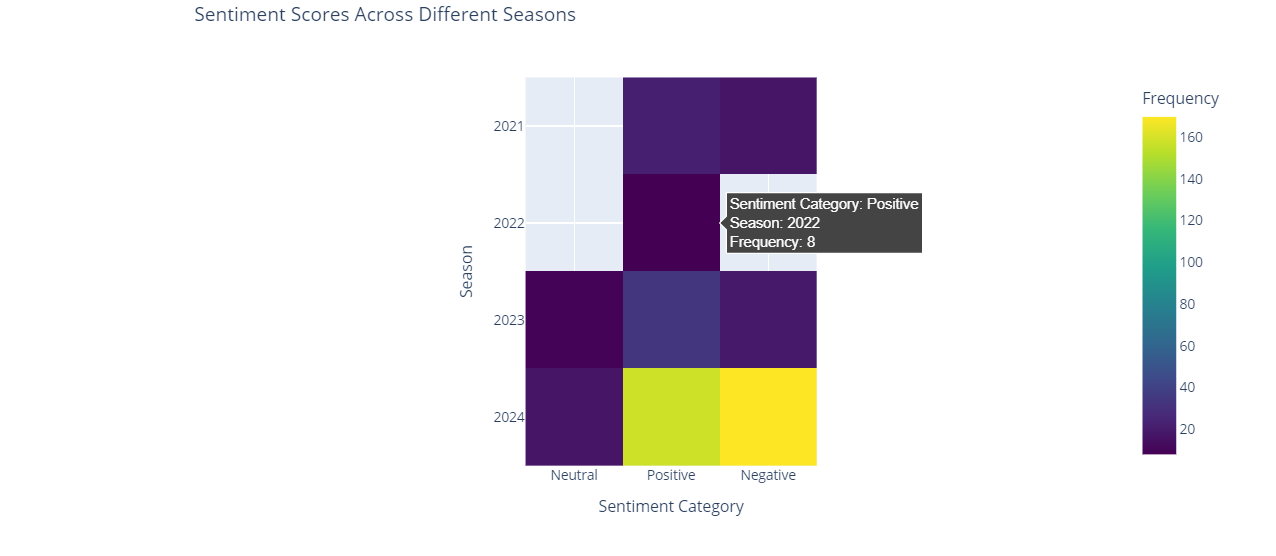 Sentiment Scores Across Different Seasons
Frequency
160
140
120
100
80
60
40
20
Season
2021
2022
2023
2024
Sentiment Category: Positive
Season: 2022
Frequency: 8
Neutral
Positive
Negative
Sentiment Category